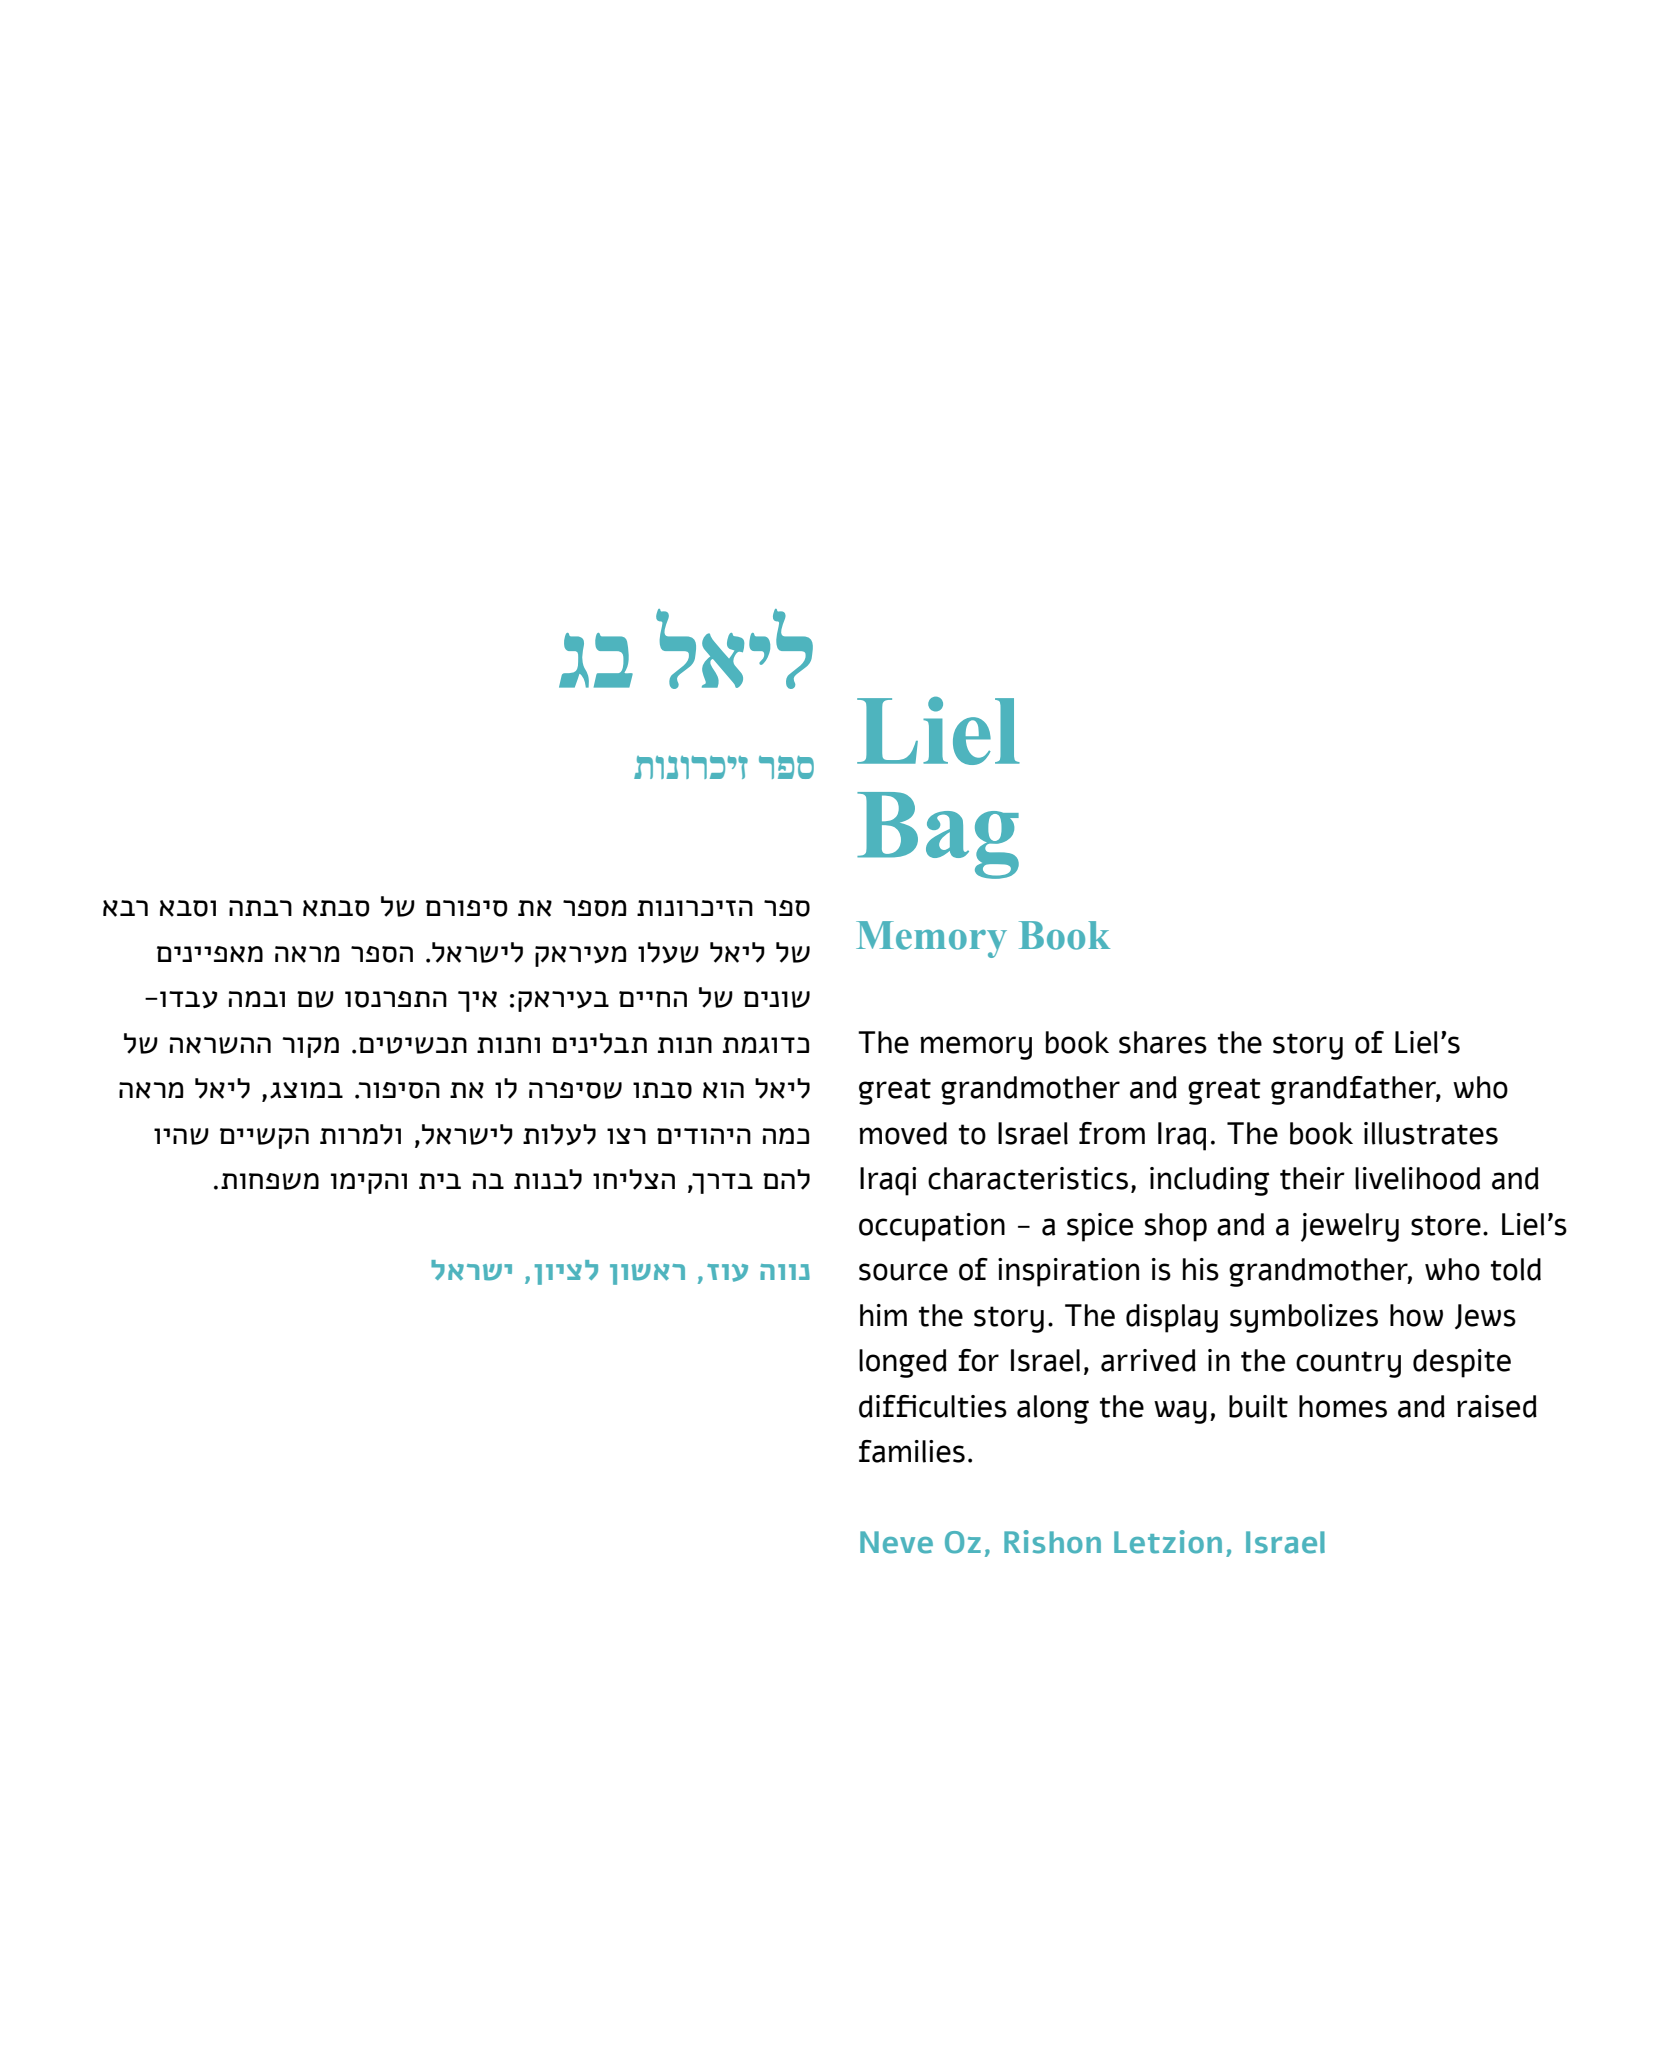 ליאל בג
ספר זיכרונות
ספר הזיכרונות מספר את סיפורם של סבתא רבתה וסבא רבא
של ליאל שעלו מעיראק לישראל. הספר מראה מאפיינים
שונים של החיים בעיראק: איך התפרנסו שם ובמה עבדו–
כדוגמת חנות תבלינים וחנות תכשיטים. מקור ההשראה של
ליאל הוא סבתו שסיפרה לו את הסיפור. במוצג, ליאל מראה
כמה היהודים רצו לעלות לישראל, ולמרות הקשיים שהיו
להם בדרך, הצליחו לבנות בה בית והקימו משפחות.
נווה עוז, ראשון לציון, ישראל
Liel
Bag
Memory Book
The memory book shares the story of Liel’s
great grandmother and great grandfather, who
moved to Israel from Iraq. The book illustrates
Iraqi characteristics, including their livelihood and
occupation – a spice shop and a jewelry store. Liel’s
source of inspiration is his grandmother, who told
him the story. The display symbolizes how Jews
longed for Israel, arrived in the country despite
difficulties along the way, built homes and raised
families.
Neve Oz, Rishon Letzion, Israel